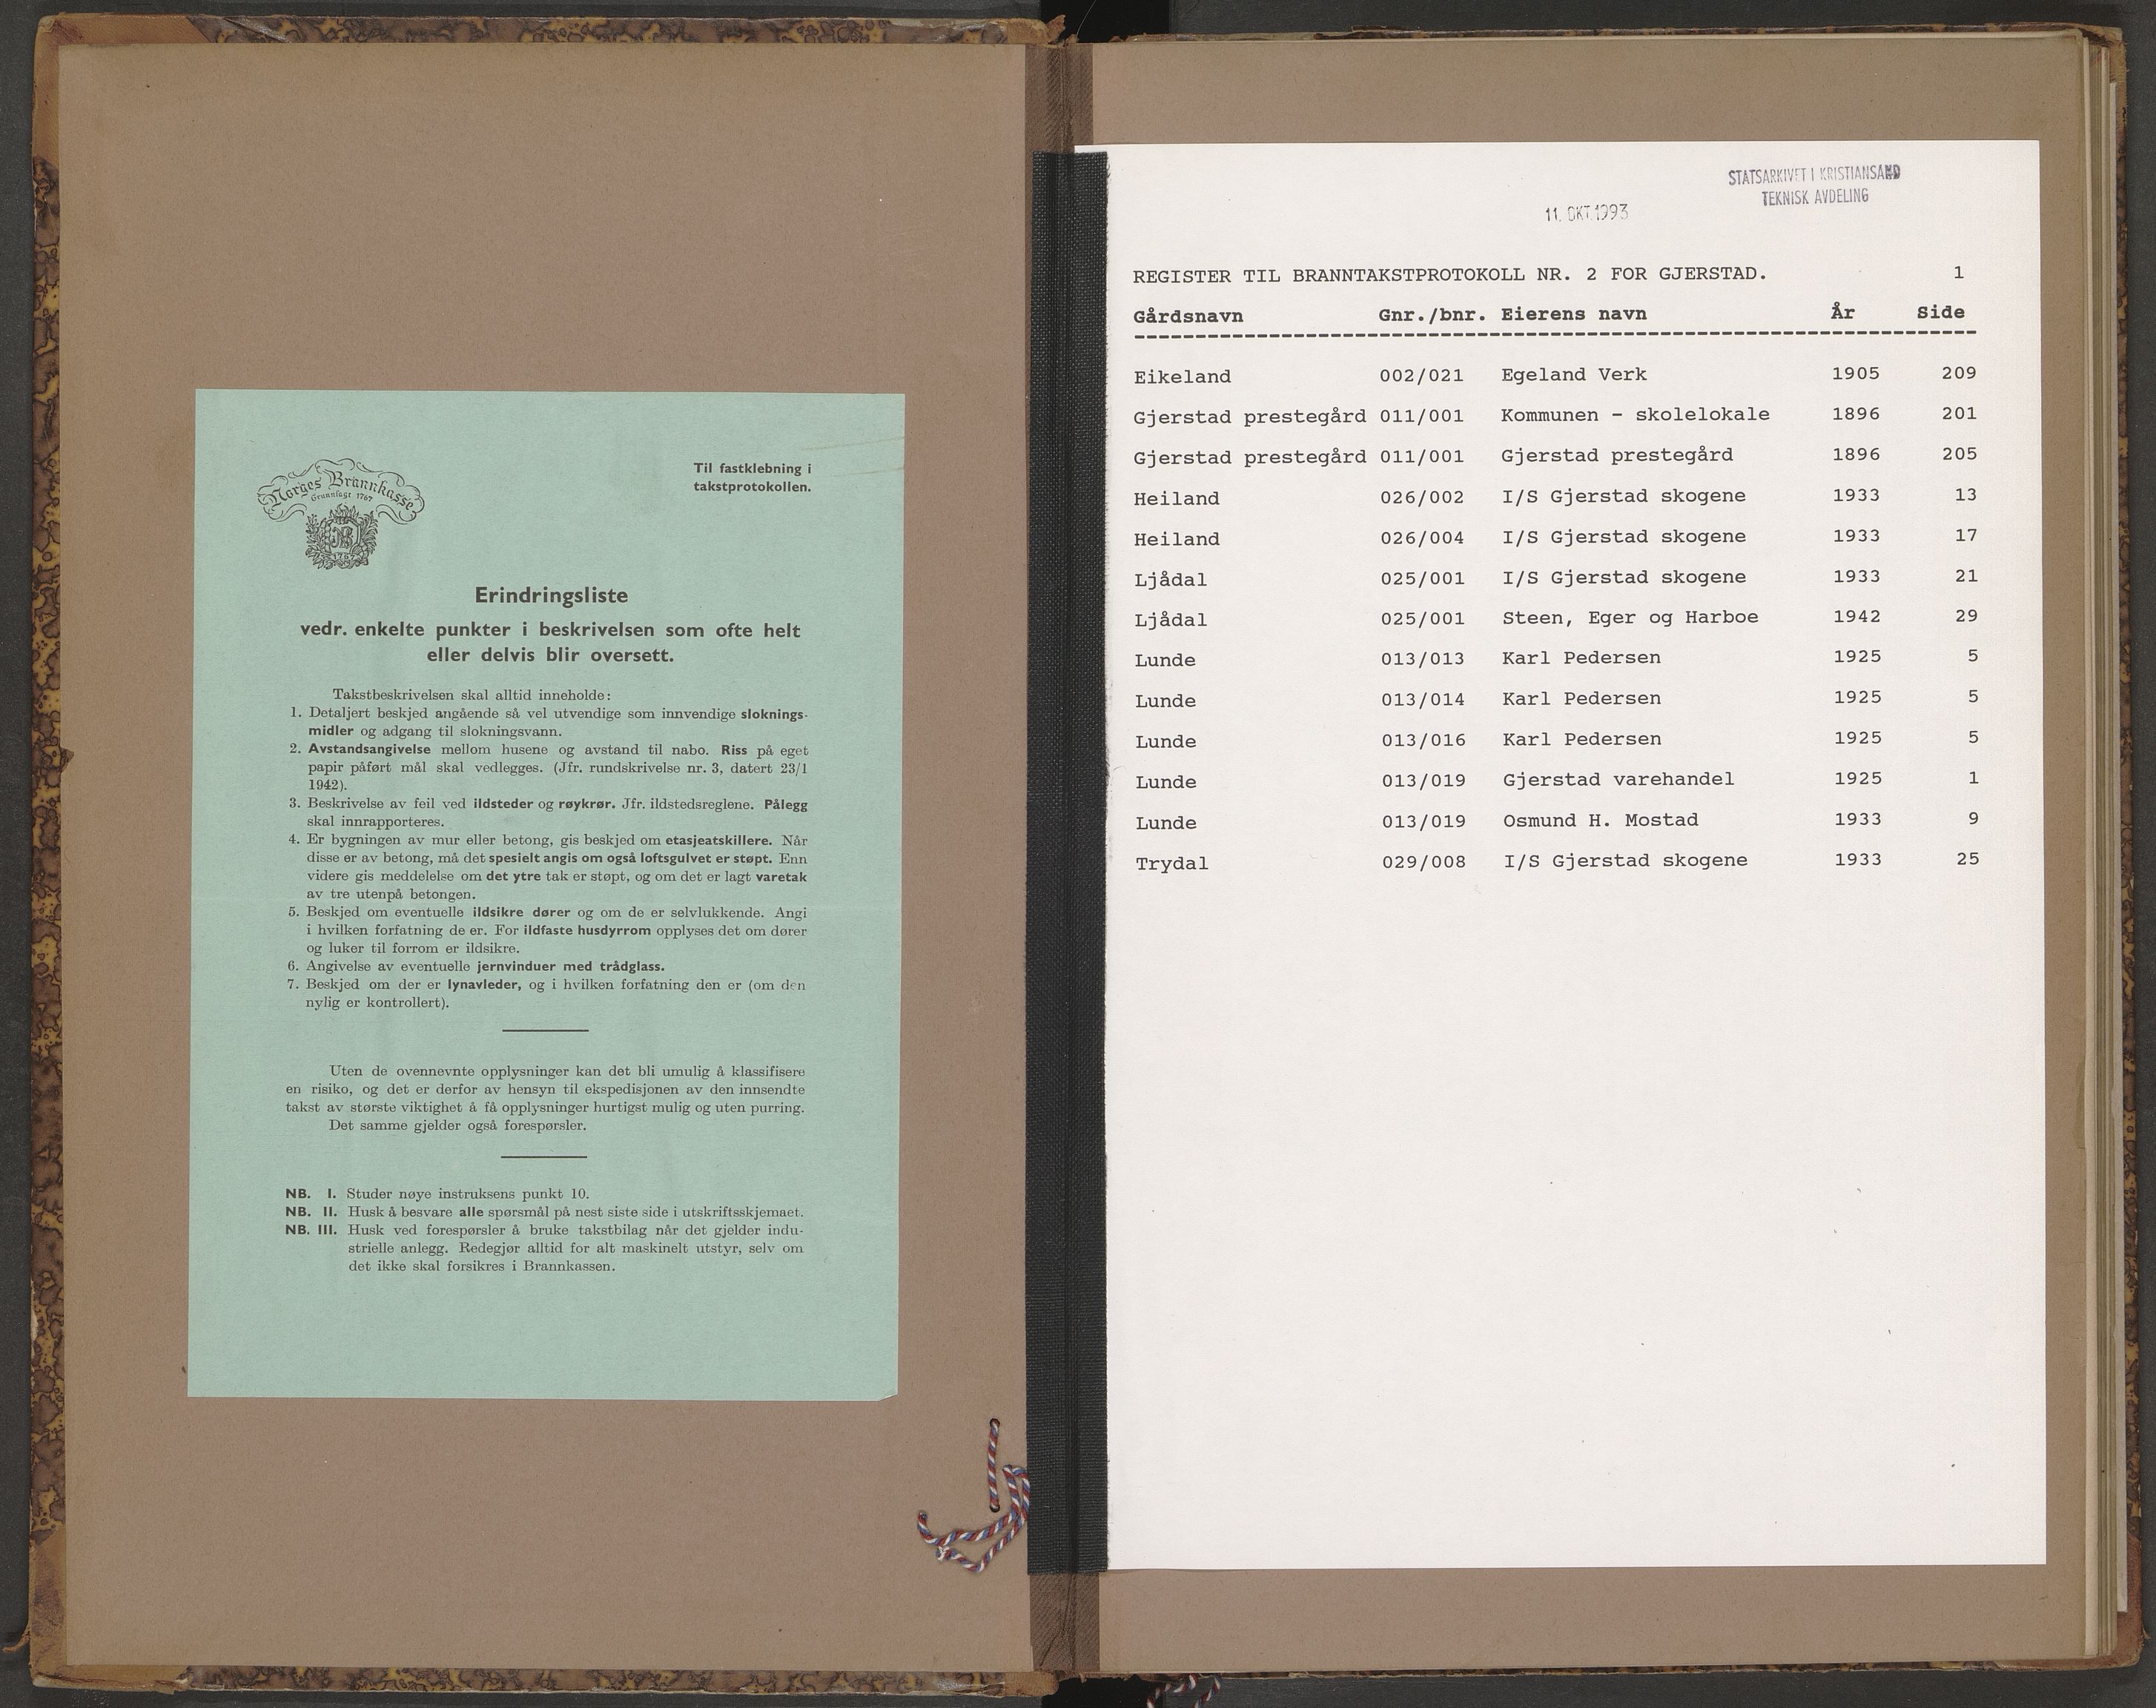 Norges Brannkasse
Grunnlagt 1767
1767
Til fastklebning i
takstprotokollen.
Erindringsliste
vedr. enkelte punkter i beskrivelsen som ofte helt
eller delvis blir oversett.
Takstbeskrivelsen skal alltid inneholde:
1. Detaljert beskjed angående så vel utvendige som innvendige sloknings-
midler og adgang til slokningsvann.
2. Avstandsangivelse mellom husene og avstand til nabo. Riss på eget
papir påført mål skal vedlegges. (Jfr. rundskrivelse nr. 3, datert 23/1
1942).
3. Beskrivelse av feil ved ildsteder og røykrør. Jfr. ildstedsreglene. Pålegg
skal innrapporteres.
4. Er bygningen av mur eller betong, gis beskjed om etasjeatskillere. Når
disse er av betong, må det spesielt angis om også loftsgulvet er støpt. Enn
videre gis meddelelse om det ytre tak er støpt, og om det er lagt varetak
av tre utenpå betongen.
5. Beskjed om eventuelle ildsikre dører og om de er selvlukkende. Angi
i hvilken forfatning de er. For ildfaste husdyrrom opplyses det om dører
og luker til forrom er ildsikre.
6. Angivelse av eventuelle jernvinduer med trådglass.
7. Beskjed om der er lynavleder, og i hvilken forfatning den er (om den
nylig er kontrollert).
Uten de ovennevnte opplysninger kan det bli umulig å klassifisere
en risiko, og det er derfor av hensyn til ekspedisjonen av den innsendte
takst av største viktighet å få opplysninger hurtigst mulig og uten purring.
Det samme gjelder også forespørsler.
NB. I. Studer nøye instruksens punkt 10.
NB. II. Husk å besvare alle spørsmål på nest siste side i utskriftsskjemaet.
NB. III. Husk ved forespørsler å bruke takstbilag når det gjelder indu-
strielle anlegg. Redegjør alltid for alt maskinelt utstyr, selv om
det ikke skal forsikres i Brannkassen.
STATSARKIVET I KRISTIANSAND
TEKNISK AVDELING
11. OKT. 1993
REGISTER TIL BRANNTAKSTPROTOKOLL NR. 2 FOR GJERSTAD. 1
Gårdsnavn Gnr./bnr. Eierens navn År Side
Eikeland 002/021 Egeland Verk 1905 209
Gjerstad prestegård 011/001 Kommunen - skolelokale 1896 201
Gjerstad prestegård 011/001 Gjerstad prestegård 1896 205
Heiland 026/002 I/S Gjerstad skogene 1933 13
Heiland 026/004 I/S Gjerstad skogene 1933 17
Ljådal 025/001 I/S Gjerstad skogene 1933 21
Ljådal 025/001 Steen, Eger og Harboe 1942 29
Lunde 013/013 Karl Pedersen 1925 5
Lunde 013/014 Karl Pedersen 1925 5
Lunde 013/016 Karl Pedersen 1925 5
Lunde 013/019 Gjerstad varehandel 1925 1
Lunde 013/019 Osmund H. Mostad 1933 9
Trydal 029/008 I/S Gjerstad skogene 1933 25